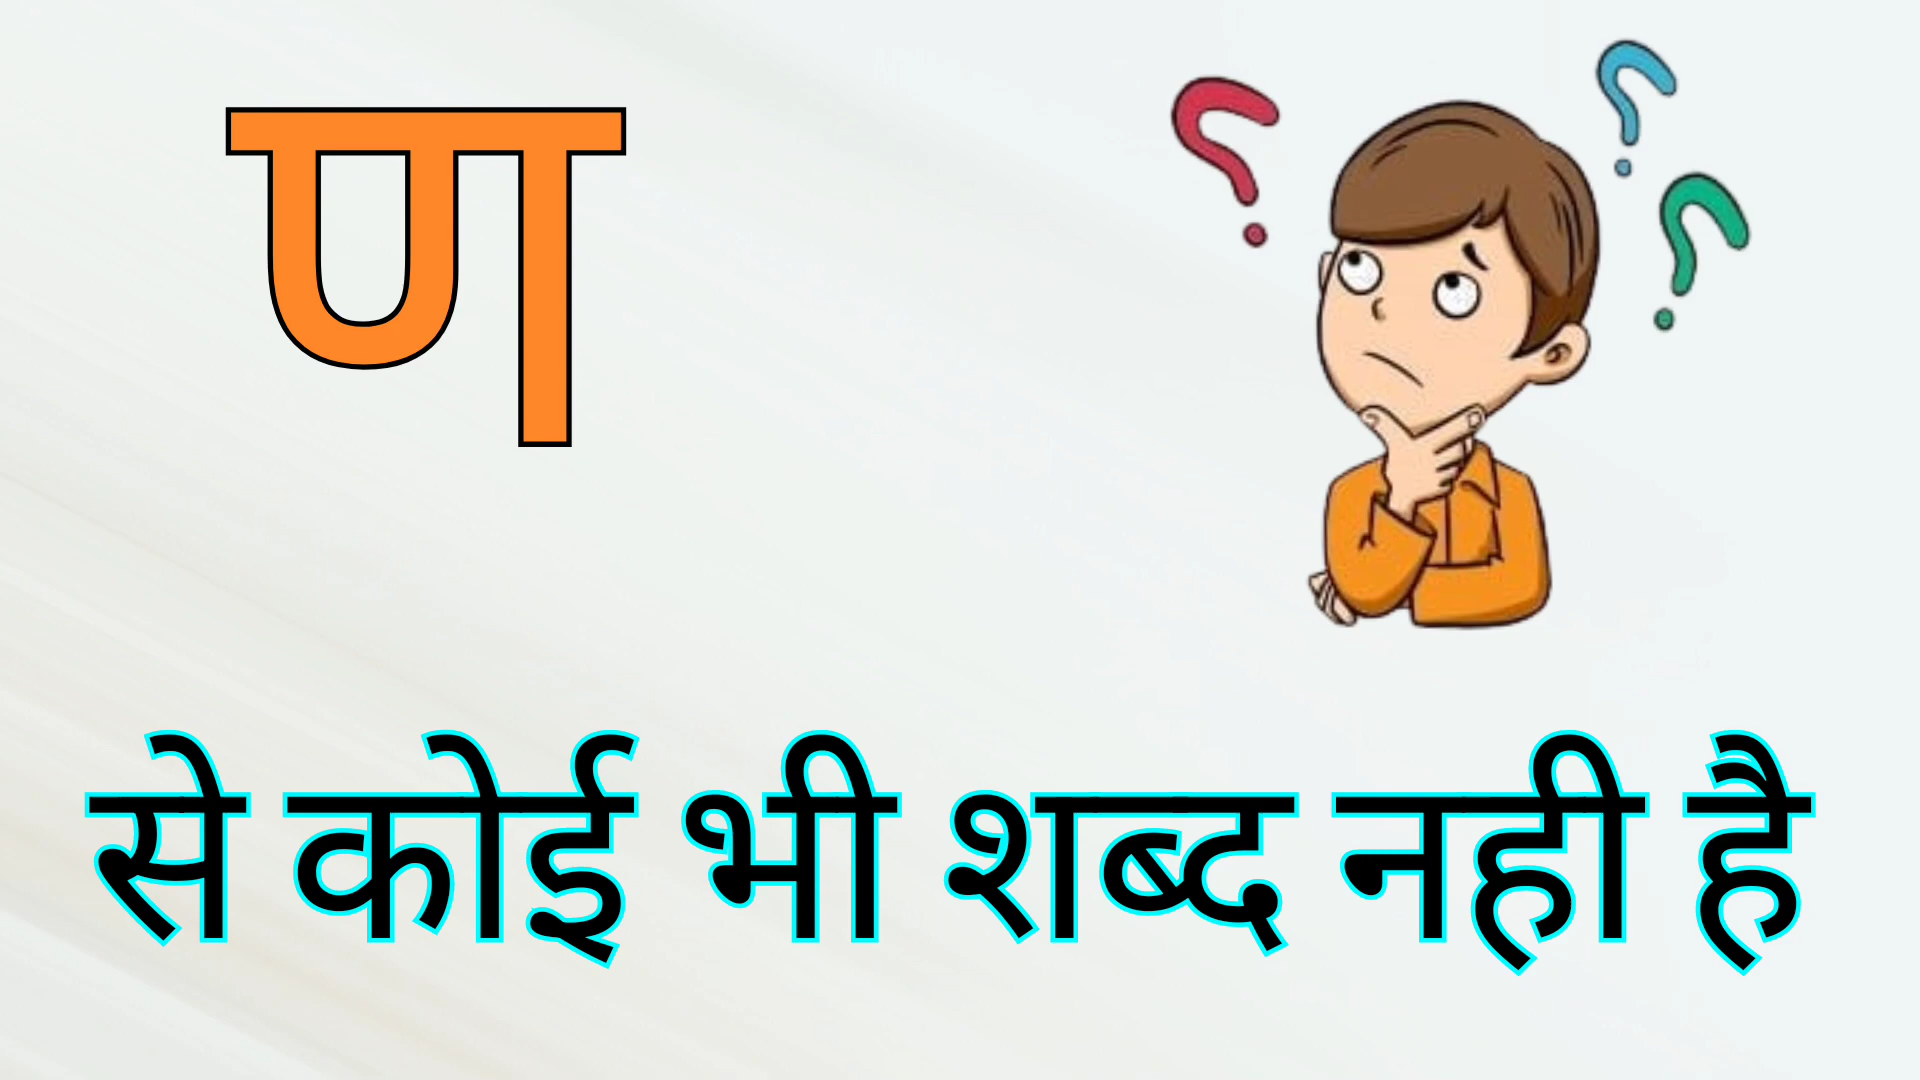 ण
से कोई भी शब्द नही है